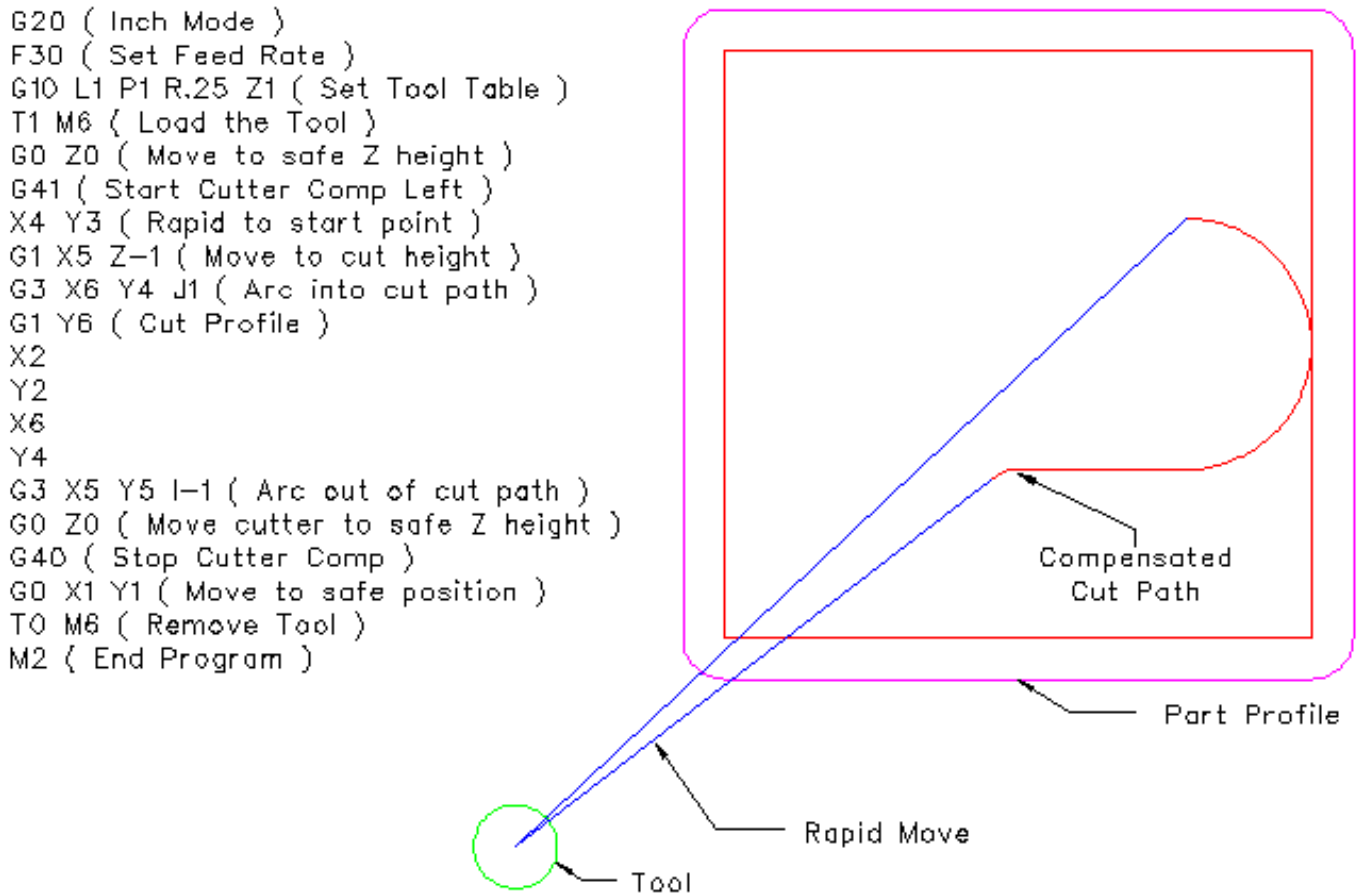 G20 ( Inch Mode )
F30 ( Set Feed Rate )
G10 L1 P1 R.25 Z1 ( Set Tool Table )
T1 M6 ( Load the Tool )
G0 Z0 ( Move to safe Z height )
G41 ( Start Cutter Comp Left )
X4 Y3 ( Rapid to start point )
G1 X5 Z-1 ( Move to cut height )
G3 X6 Y4 J1 ( Arc into cut path )
G1 Y6 ( Cut Profile )
X2
Y2
X6
Y4
G3 X5 Y5 I-1 ( Arc out of cut path )
G0 Z0 ( Move cutter to safe Z height )
G40 ( Stop Cutter Comp )
G0 X1 Y1 ( Move to safe position )
T0 M6 ( Remove Tool )
M2 ( End Program )
Compensated
Cut Path
Part Profile
Rapid Move
Tool